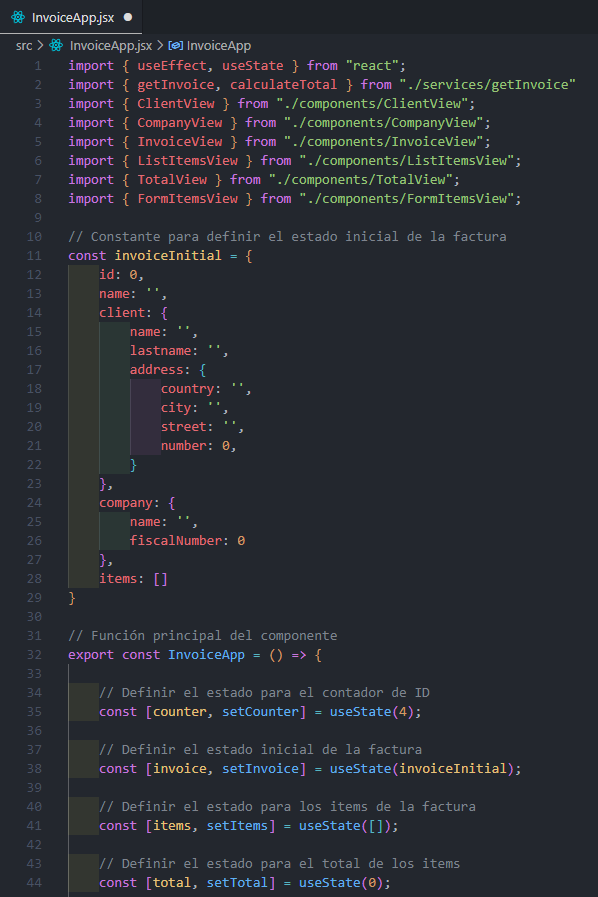 InvoiceApp.jsx
src > InvoiceApp.jsx > InvoiceApp
1 import { useEffect, useState } from "react";
2 import { getInvoice, calculateTotal } from "./services/getInvoice"
3 import { ClientView } from "./components/ClientView";
4 import { CompanyView } from "./components/CompanyView";
5 import { InvoiceView } from "./components/InvoiceView";
6 import { ListItemsView } from "./components/ListItemsView";
7 import { TotalView } from "./components/TotalView";
8 import { FormItemsView } from "./components/FormItemsView";
9
10 // Constante para definir el estado inicial de la factura
11 const invoiceInitial = {
12     id: 0,
13     name: '',
14     client: {
15         name: '',
16         lastname: '',
17         address: {
18             country: '',
19             city: '',
20             street: '',
21             number: 0,
22         }
23     },
24     company: {
25         name: '',
26         fiscalNumber: 0
27     },
28     items: []
29 }
30
31 // Función principal del componente
32 export const InvoiceApp = () => {
33
34     // Definir el estado para el contador de ID
35     const [counter, setCounter] = useState(4);
36
37     // Definir el estado inicial de la factura
38     const [invoice, setInvoice] = useState(invoiceInitial);
39
40     // Definir el estado para los items de la factura
41     const [items, setItems] = useState([]);
42
43     // Definir el estado para el total de los items
44     const [total, setTotal] = useState(0);